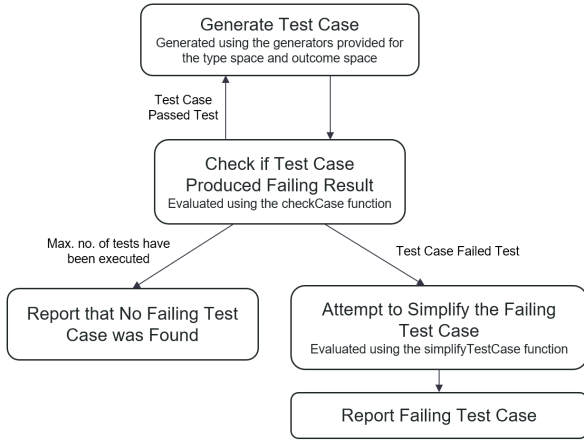 Generate Test Case
Generated using the generators provided for
the type space and outcome space
Test Case
Passed Test
Check if Test Case
Produced Failing Result
Evaluated using the checkCase function
Max. no. of tests have
been executed
Test Case Failed Test
Report that No Failing Test
Case was Found
Attempt to Simplify the Failing
Test Case
Evaluated using the simplifyTestCase function
Report Failing Test Case